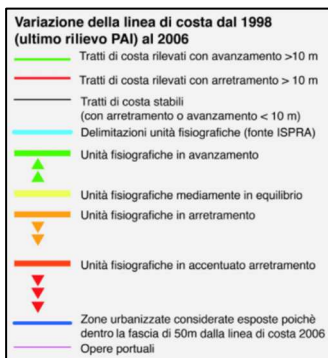 Variazione della linea di costa dal 1998
(ultimo rilievo PAI) al 2006
Tratti di costa rilevati con avanzamento >10 m
Tratti di costa rilevati con arretramento > 10 m
Tratti di costa stabili
(con arretramento o avanzamento < 10 m)
Delimitazioni unità fisiografiche (fonte ISPRA)
Unità fisiografiche in avanzamento
Unità fisiografiche mediamente in equilibrio
Unità fisiografiche in arretramento
Unità fisiografiche in accentuato arretramento
Zone urbanizzate considerate esposte poichè
dentro la fascia di 50m dalla linea di costa 2006
Opere portuali